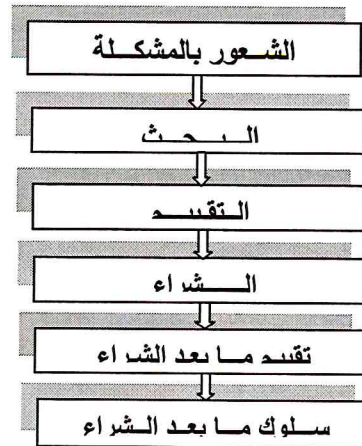 الشعور بالمشكلة
البحث
التقييم
الشراء
تقييم ما بعد الشراء
سلوك ما بعد الشراء